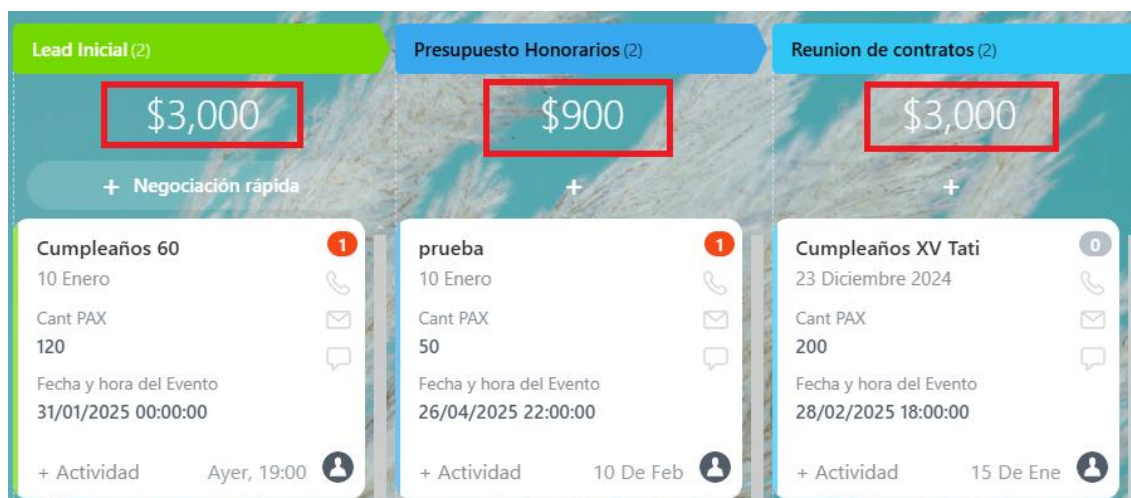 Lead Inicial (2)
$3,000
+ Negociación rápida
Cumpleaños 60
1
10 Enero
Cant PAX
120
Fecha y hora del Evento
31/01/2025 00:00:00
+ Actividad Ayer, 19:00
Presupuesto Honorarios (2)
$900
+
prueba
1
10 Enero
Cant PAX
50
Fecha y hora del Evento
26/04/2025 22:00:00
+ Actividad 10 De Feb
Reunion de contratos (2)
$3,000
+
Cumpleaños XV Tati
0
23 Diciembre 2024
Cant PAX
200
Fecha y hora del Evento
28/02/2025 18:00:00
+ Actividad 15 De Ene